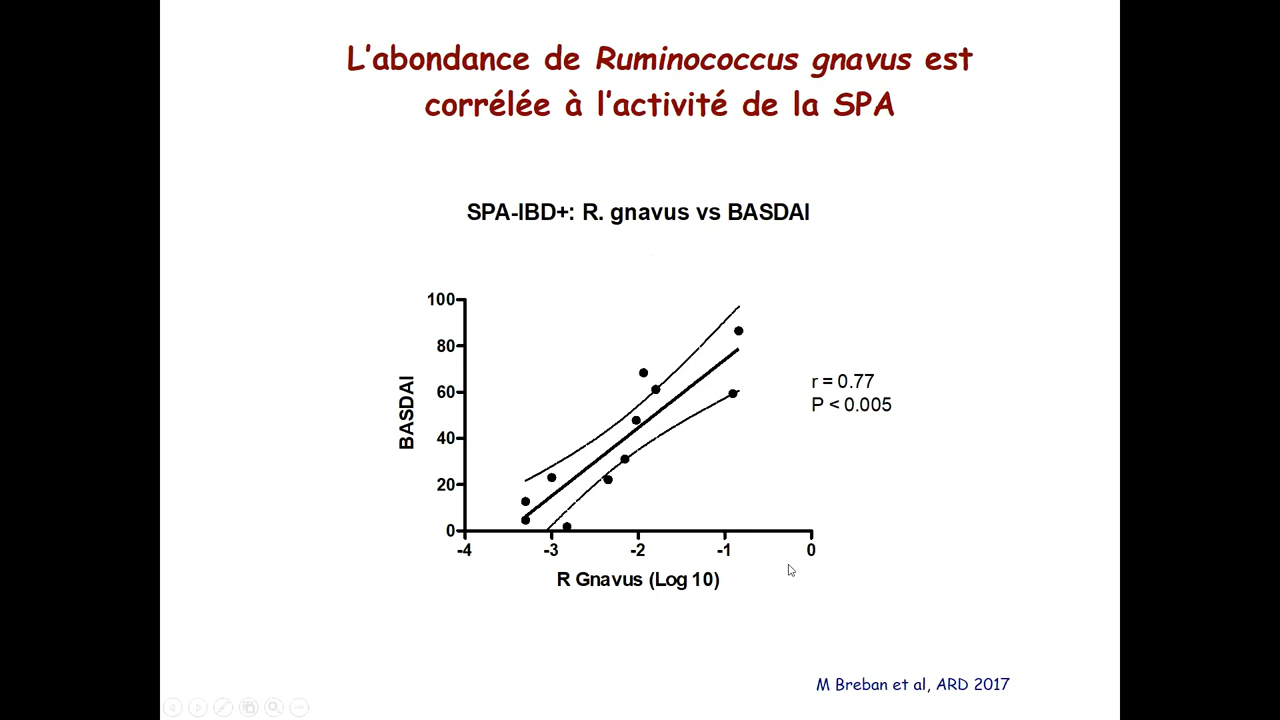 L'abondance de Ruminococcus gnavus est
corrélée à l'activité de la SPA
SPA-IBD+: R. gnavus vs BASDAI
100
80
60
40
20
0
BASDAI
-4 -3 -2 -1 0
R Gnavus (Log 10)
r = 0.77
P < 0.005
M Breban et al, ARD 2017